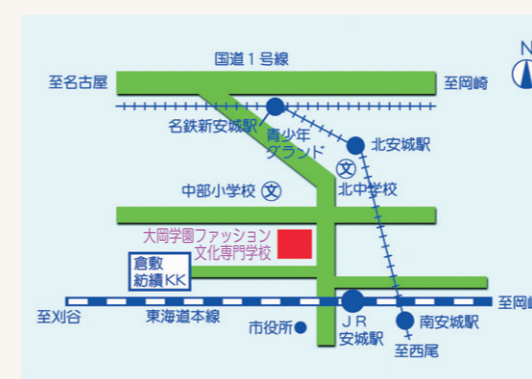 国道1号線
N
至名古屋
至岡崎
名鉄新安城駅
青少年
グランド
北安城駅
文
北中学校
中部小学校
文
大岡学園ファッション
文化専門学校
倉敷
紡績KK
至刈谷
東海道本線
市役所
JR
安城駅
南安城駅
至岡崎
至西尾